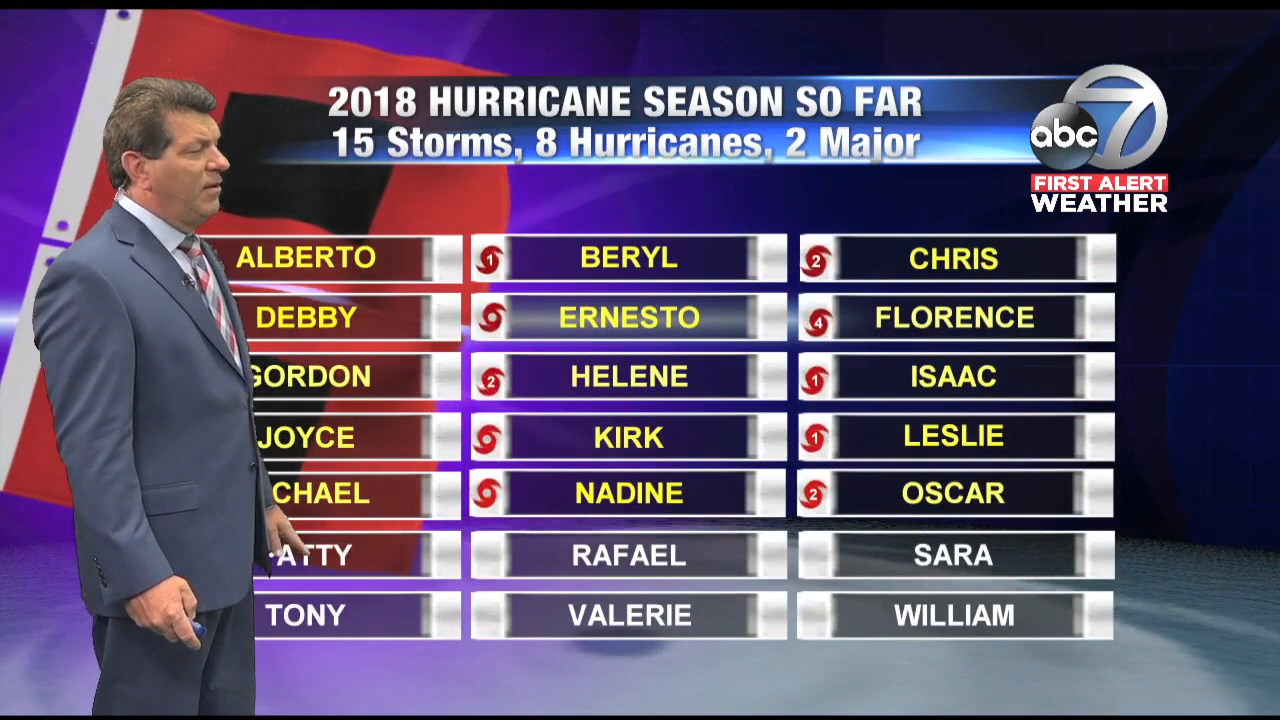 2018 HURRICANE SEASON SO FAR
15 Storms, 8 Hurricanes, 2 Major
abc 7
FIRST ALERT
WEATHER
ALBERTO 1 BERYL 2 CHRIS
DEBBY ERNESTO 4 FLORENCE
GORDON 2 HELENE 1 ISAAC
JOYCE KIRK 1 LESLIE
CHAEL NADINE 2 OSCAR
ATTY RAFAEL SARA
TONY VALERIE WILLIAM